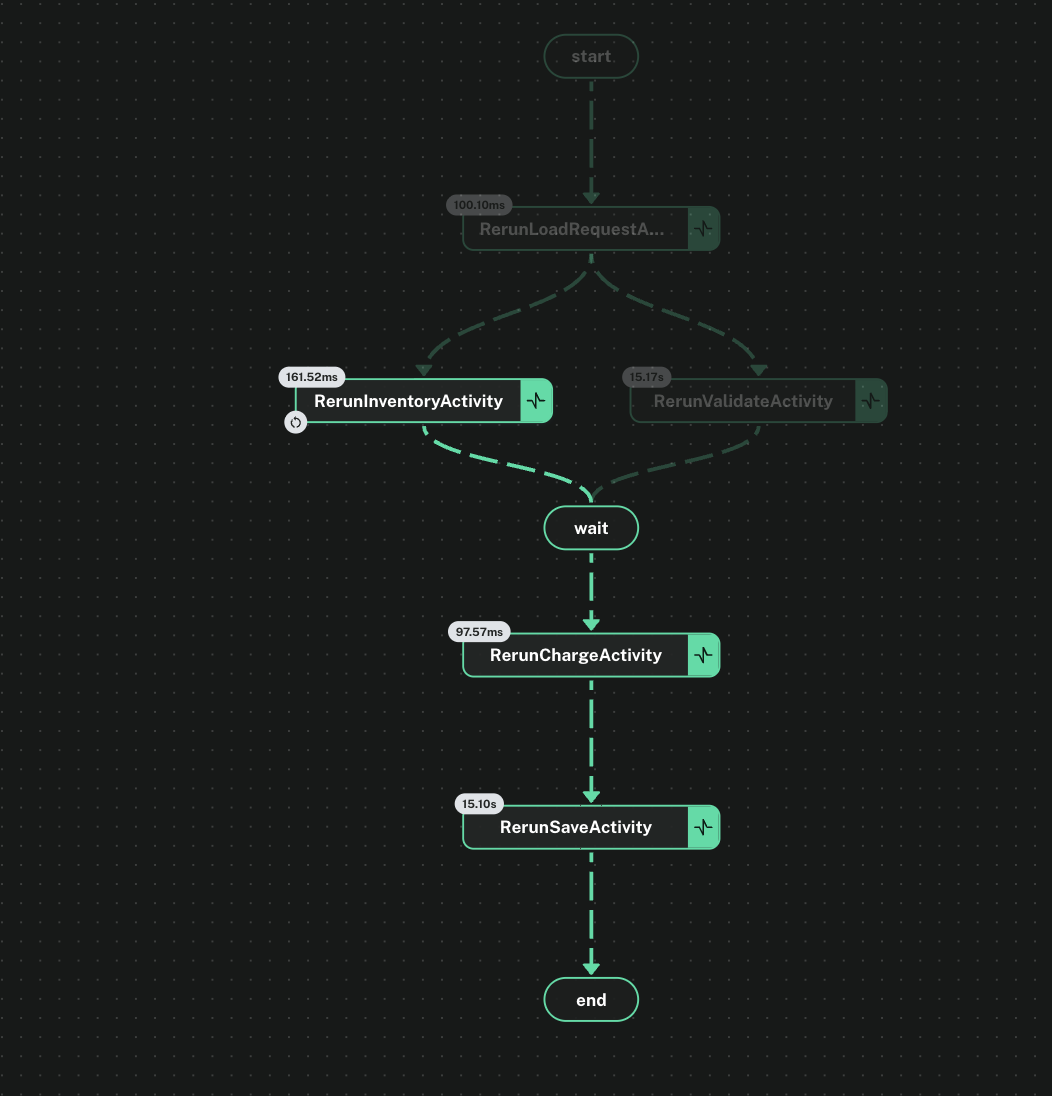 start
100.10ms
RerunLoadRequestA...
161.52ms
RerunInventoryActivity
15.17s
RerunValidateActivity
wait
97.57ms
RerunChargeActivity
15.10s
RerunSaveActivity
end